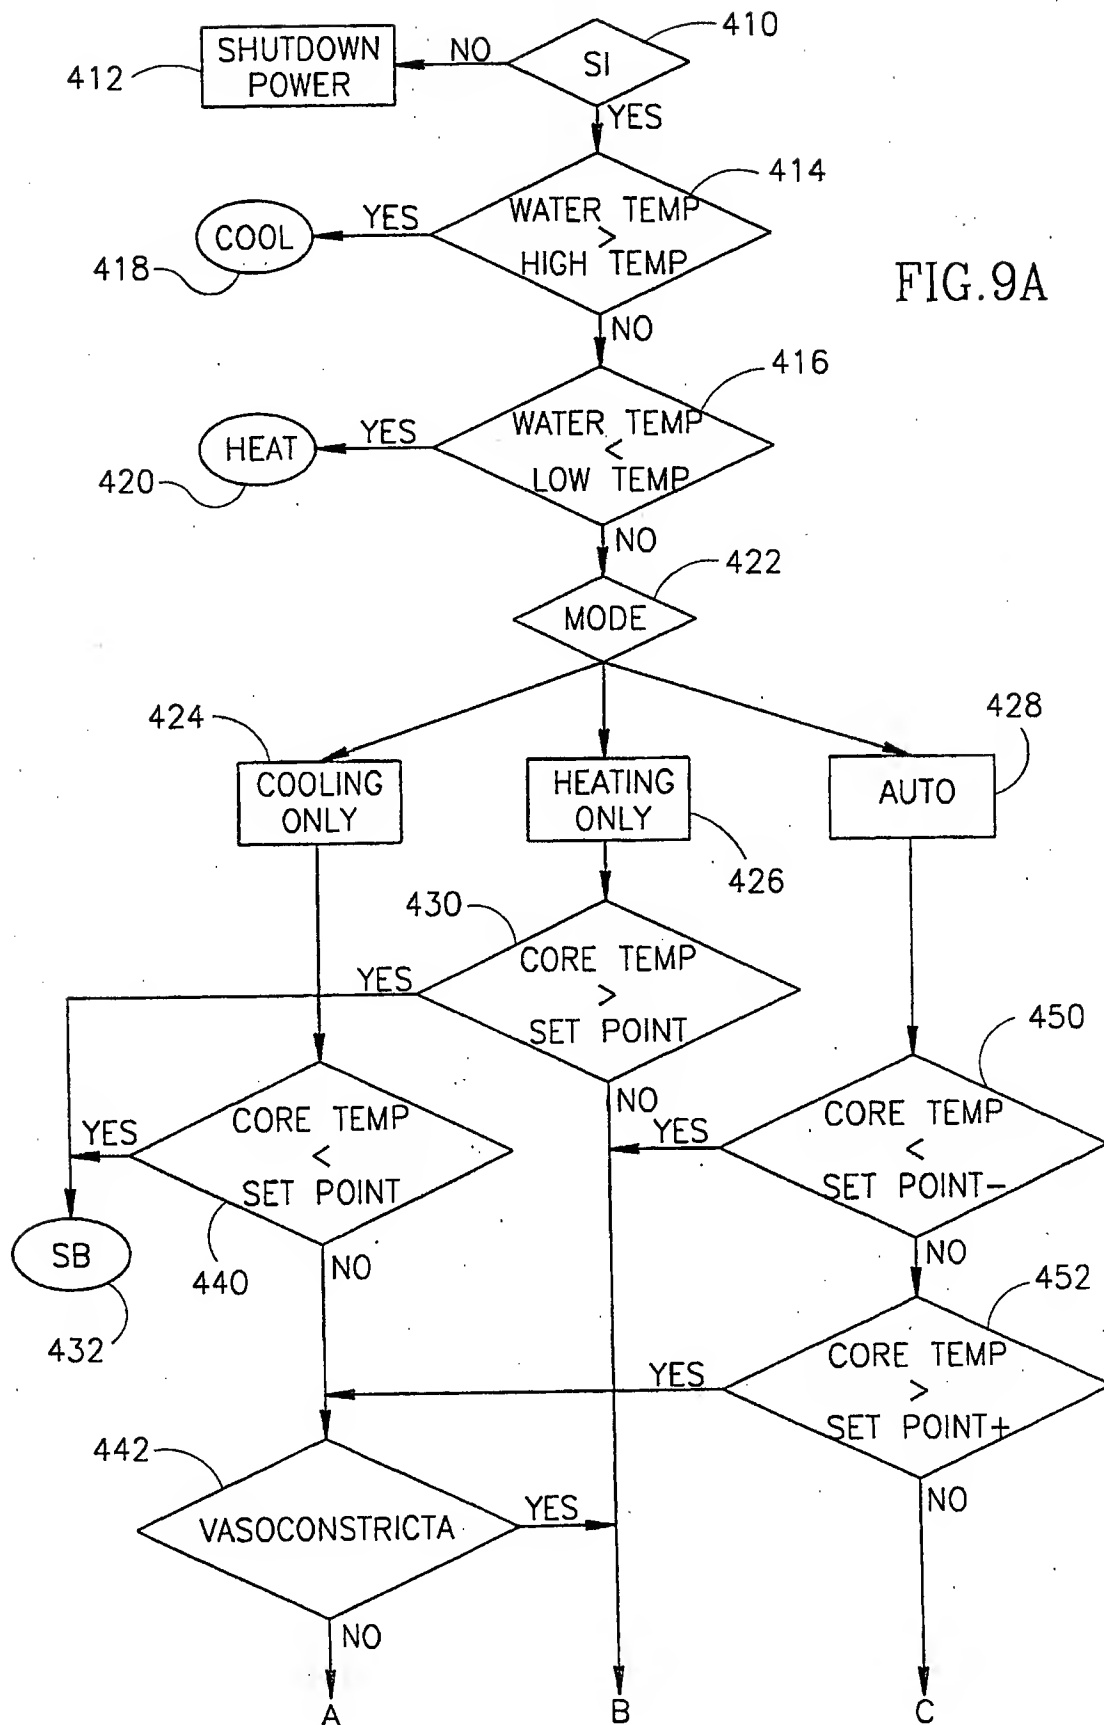 410
SHUTDOWN
POWER
412
NO
SI
YES
414
WATER TEMP
>
HIGH TEMP
YES
COOL
418
FIG.9A
NO
416
WATER TEMP
<
LOW TEMP
YES
HEAT
420
NO
422
MODE
424
428
COOLING
ONLY
HEATING
ONLY
AUTO
426
430
CORE TEMP
>
SET POINT
YES
450
NO
CORE TEMP
<
SET POINT
YES
CORE TEMP
<
SET POINT-
YES
SB
432
440
NO
NO
452
CORE TEMP
>
SET POINT+
YES
442
VASOCONSTRICTA
YES
NO
NO
A
B
C